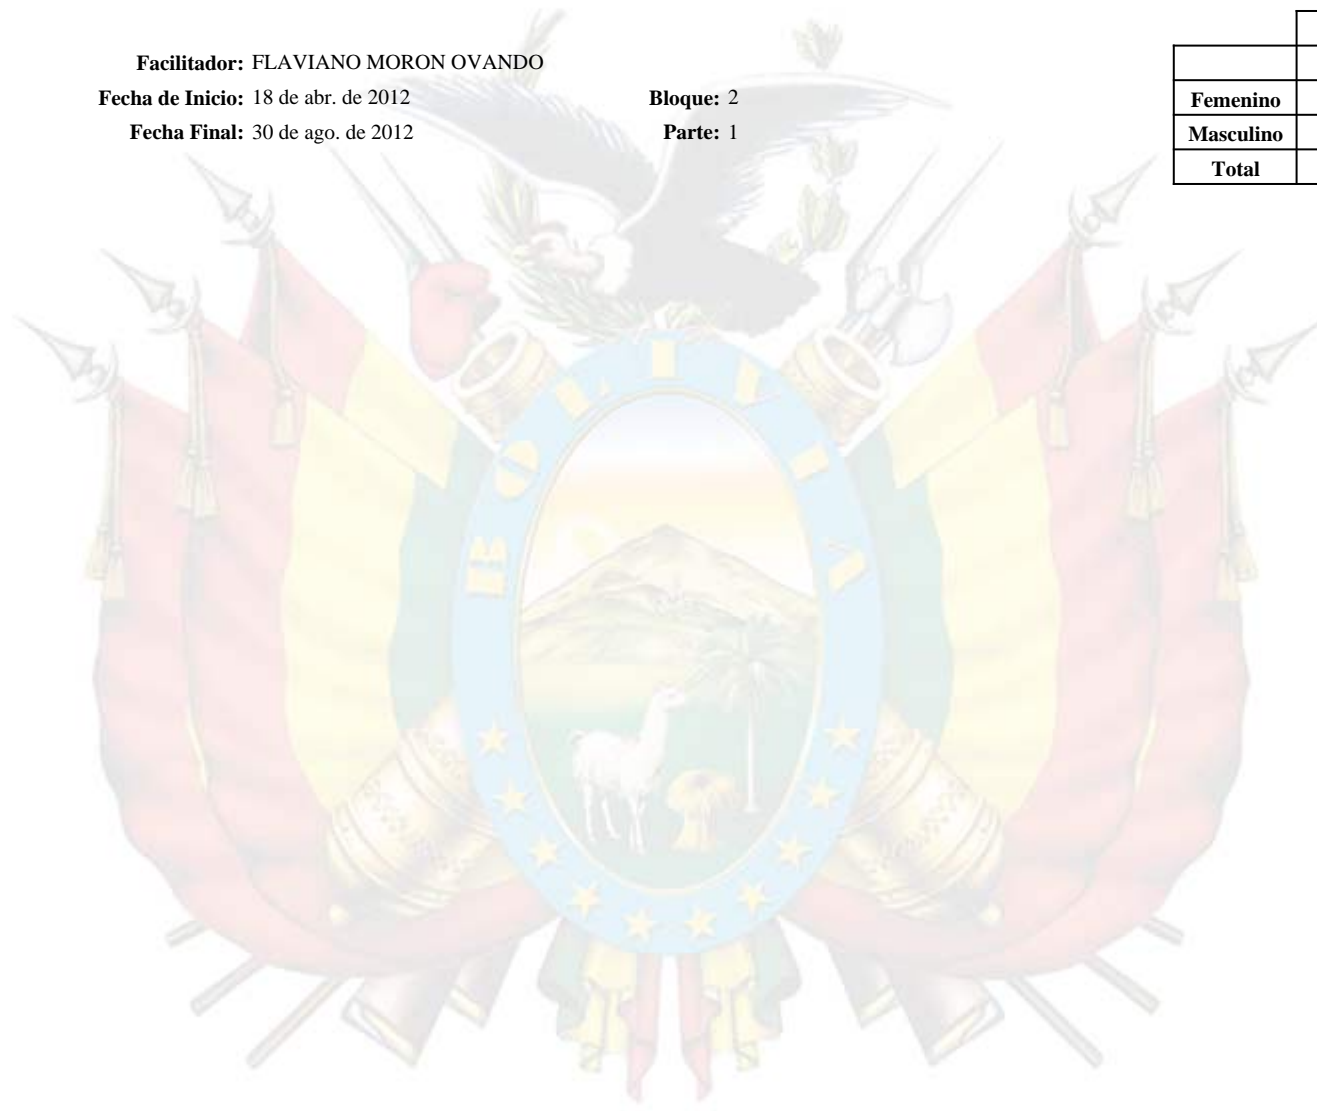 Facilitador: FLAVIANO MORON OVANDO
Fecha de Inicio: 18 de abr. de 2012 Bloque: 2
Fecha Final: 30 de ago. de 2012 Parte: 1
Femenino
Masculino
Total
BOLIVIA